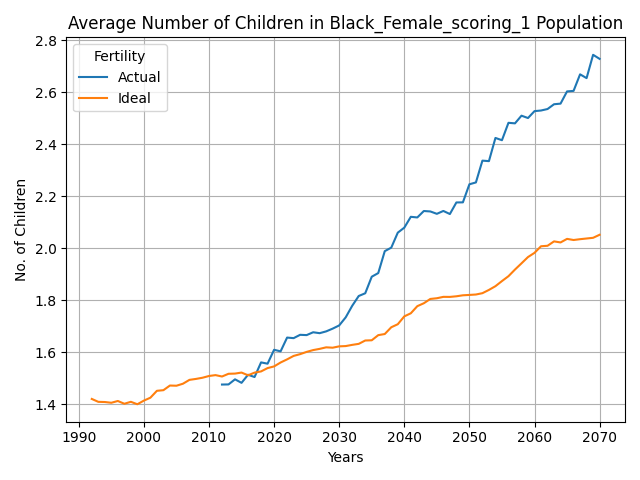 Average Number of Children in Black_Female_scoring_1 Population
Fertility
Actual
Ideal
2.8
2.6
2.4
2.2
2.0
1.8
1.6
1.4
No. of Children
1990 2000 2010 2020 2030 2040 2050 2060 2070
Years